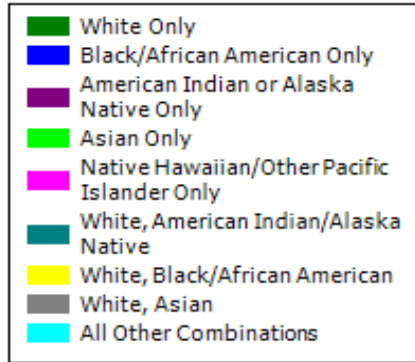 White Only
Black/African American Only
American Indian or Alaska
Native Only
Asian Only
Native Hawaiian/Other Pacific
Islander Only
White, American Indian/Alaska
Native
White, Black/African American
White, Asian
All Other Combinations